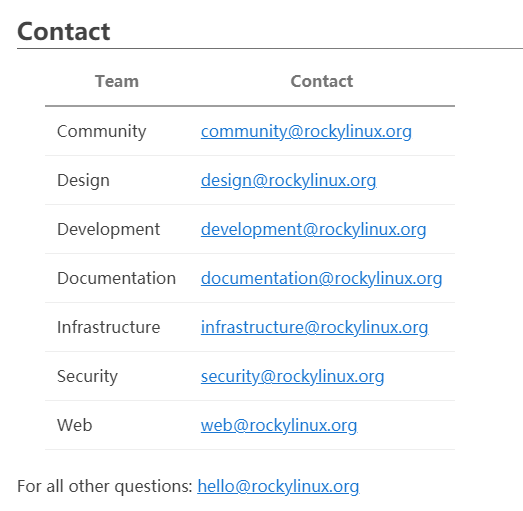 Contact
Team Contact
Community community@rockylinux.org
Design design@rockylinux.org
Development development@rockylinux.org
Documentation documentation@rockylinux.org
Infrastructure infrastructure@rockylinux.org
Security security@rockylinux.org
Web web@rockylinux.org
For all other questions: hello@rockylinux.org